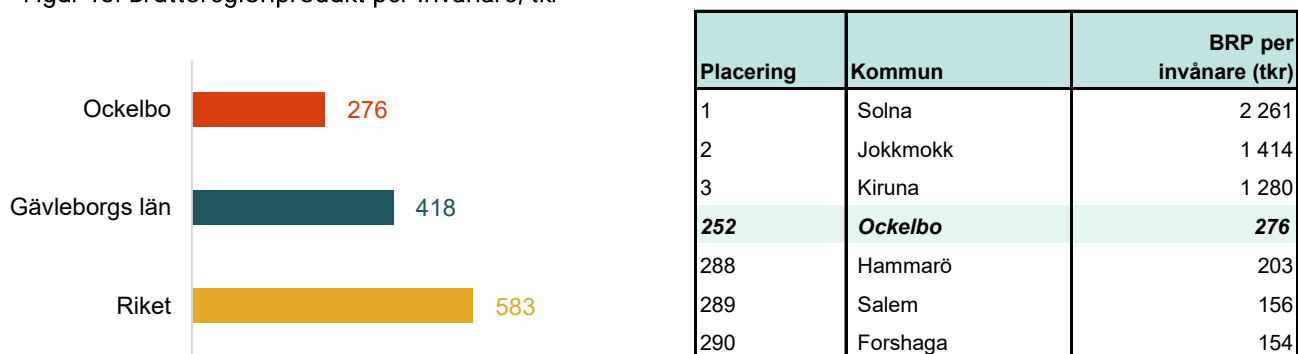 Ockelbo 276
Gävleborgs län 418
Riket 583
Placering Kommun BRP per invånare (tkr)
1 Solna 2 261
2 Jokkmokk 1 414
3 Kiruna 1 280
252 Ockelbo 276
288 Hammarö 203
289 Salem 156
290 Forshaga 154